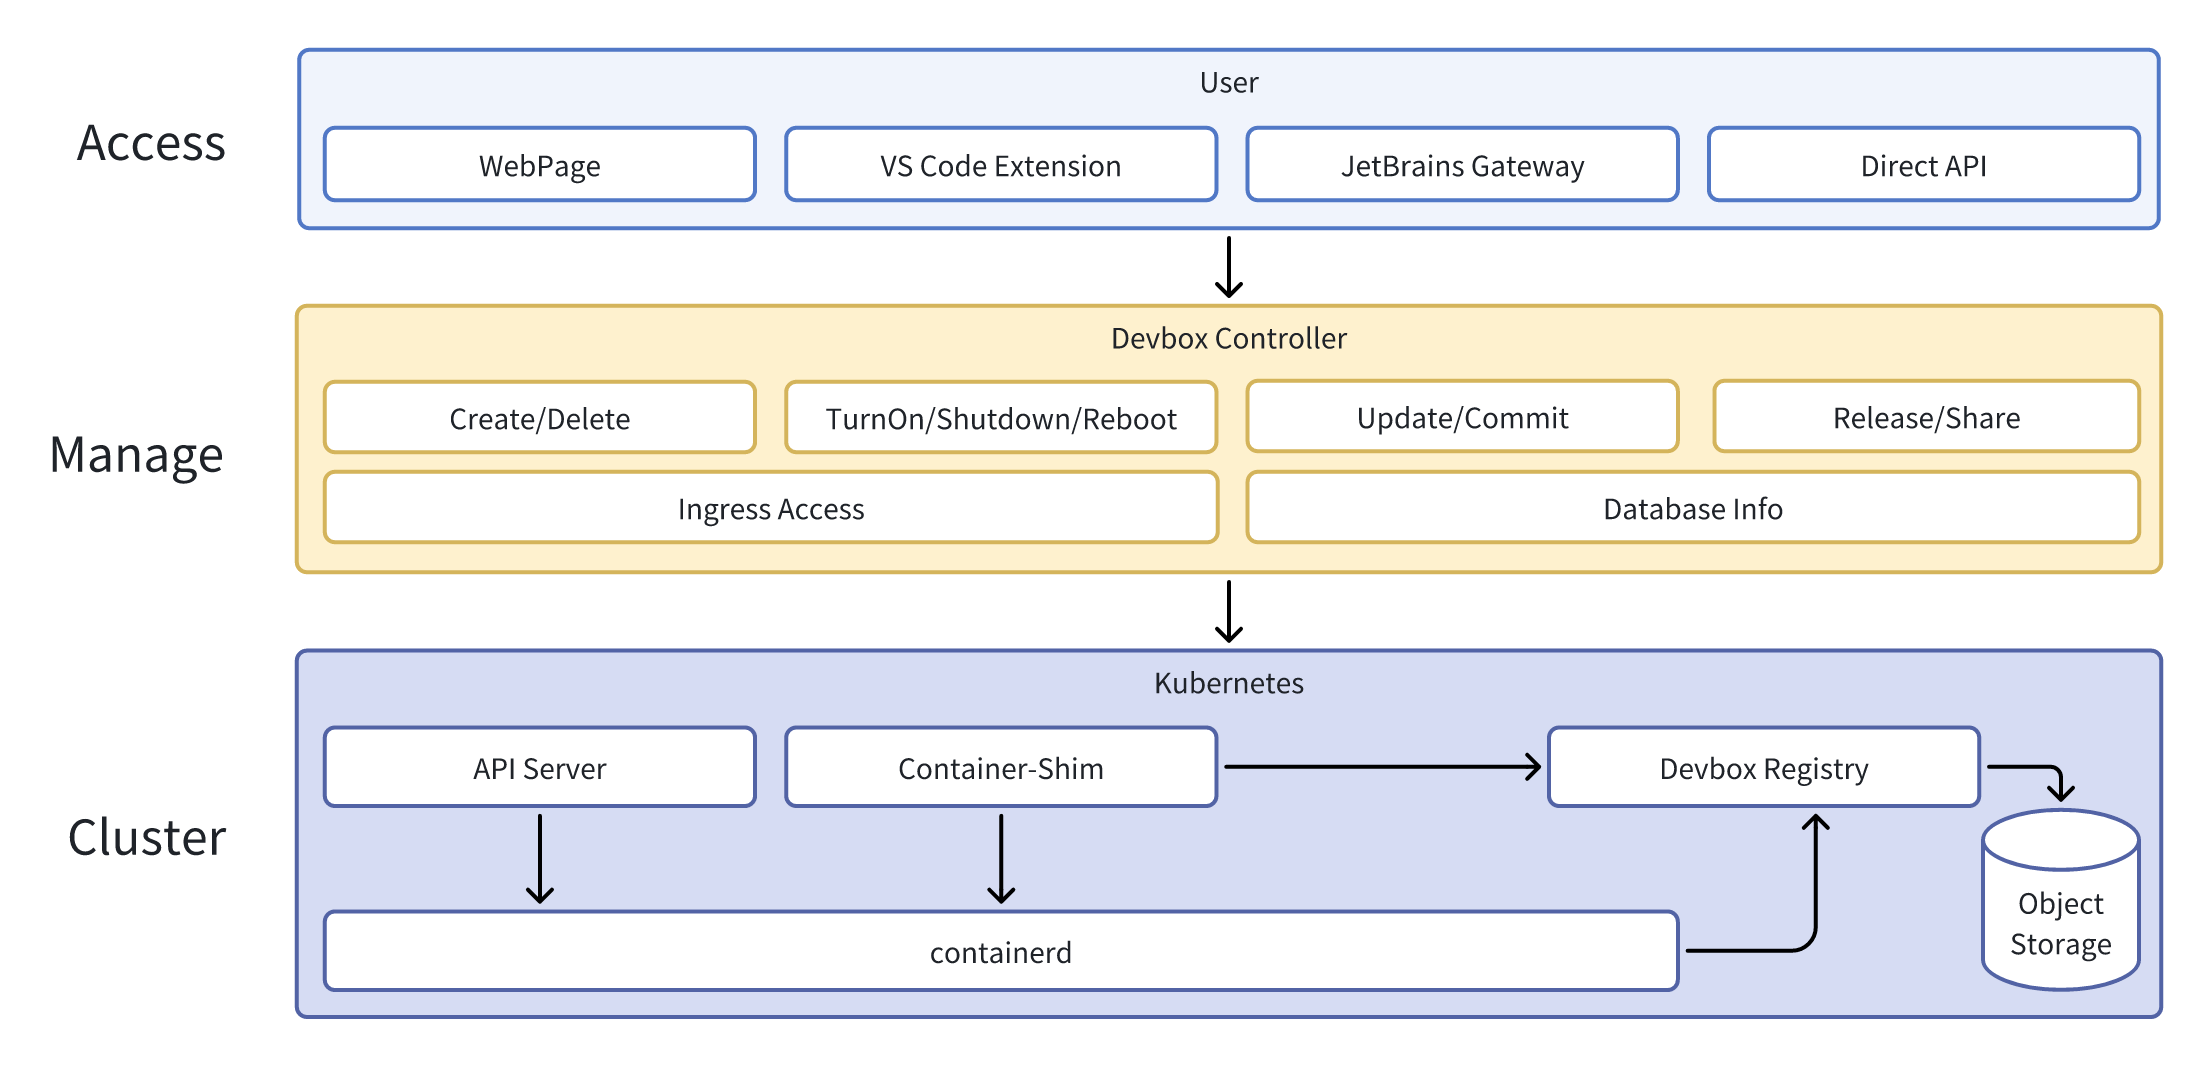 Access
User
WebPage
VS Code Extension
JetBrains Gateway
Direct API
Manage
Devbox Controller
Create/Delete
TurnOn/Shutdown/Reboot
Update/Commit
Release/Share
Ingress Access
Database Info
Cluster
Kubernetes
API Server
Container-Shim
Devbox Registry
containerd
Object
Storage